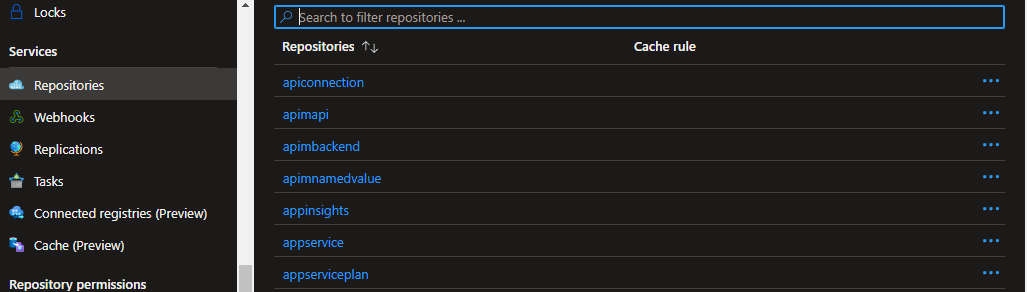 Locks
Services
Repositories
Webhooks
Replications
Tasks
Connected registries (Preview)
Cache (Preview)
Repository permissions
Search to filter repositories ...
Repositories ↑↓ Cache rule
apiconnection
apimapi
apimbackend
apimnamedvalue
appinsights
appservice
appserviceplan